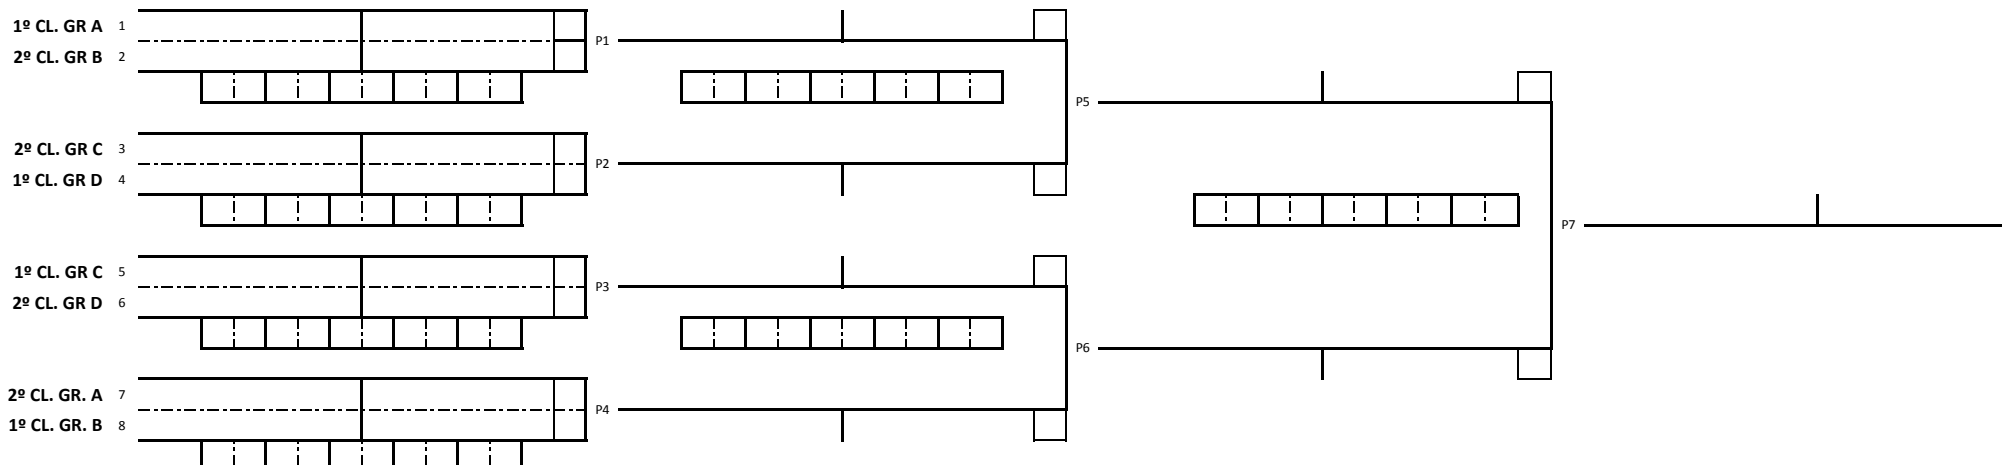 1º CL. GR A 1
P1
2º CL. GR B 2
P5
2º CL. GR C 3
P2
1º CL. GR D 4
P7
1º CL. GR C 5
P3
2º CL. GR D 6
P6
2º CL. GR. A 7
P4
1º CL. GR. B 8